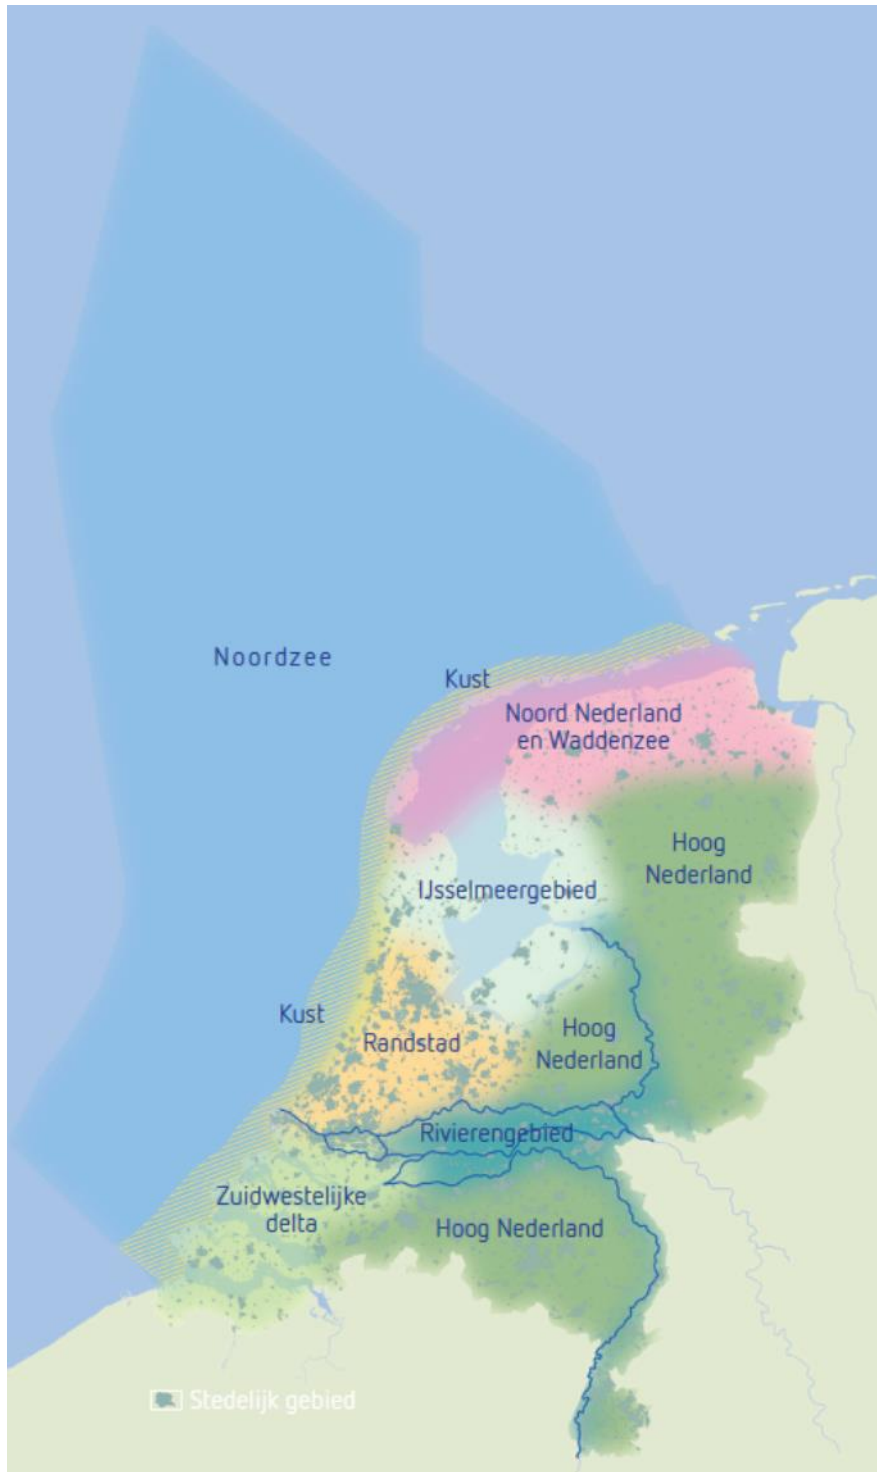 Noordzee
Kust
Noord Nederland
en Waddenzee
Hoog
Nederland
IJsselmeergebied
Kust
Randstad
Hoog
Nederland
Rivierengebied
Zuidwestelijke
delta
Hoog Nederland
Stedelijk gebied